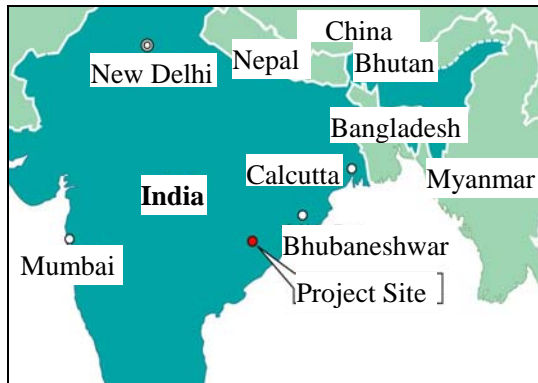 China
New Delhi
Nepal
Bhutan
Bangladesh
Calcutta
Myanmar
India
Bhubaneshwar
Mumbai
Project Site